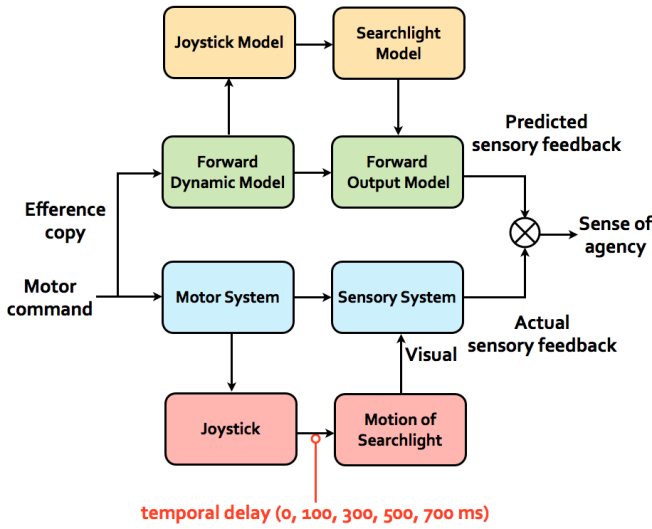 Joystick Model
Searchlight
Model
Predicted
sensory feedback
Forward
Dynamic Model
Forward
Output Model
Efference
copy
Sense of
agency
Motor
command
Motor System
Sensory System
Actual
sensory feedback
Visual
Joystick
Motion of
Searchlight
temporal delay (0, 100, 300, 500, 700 ms)